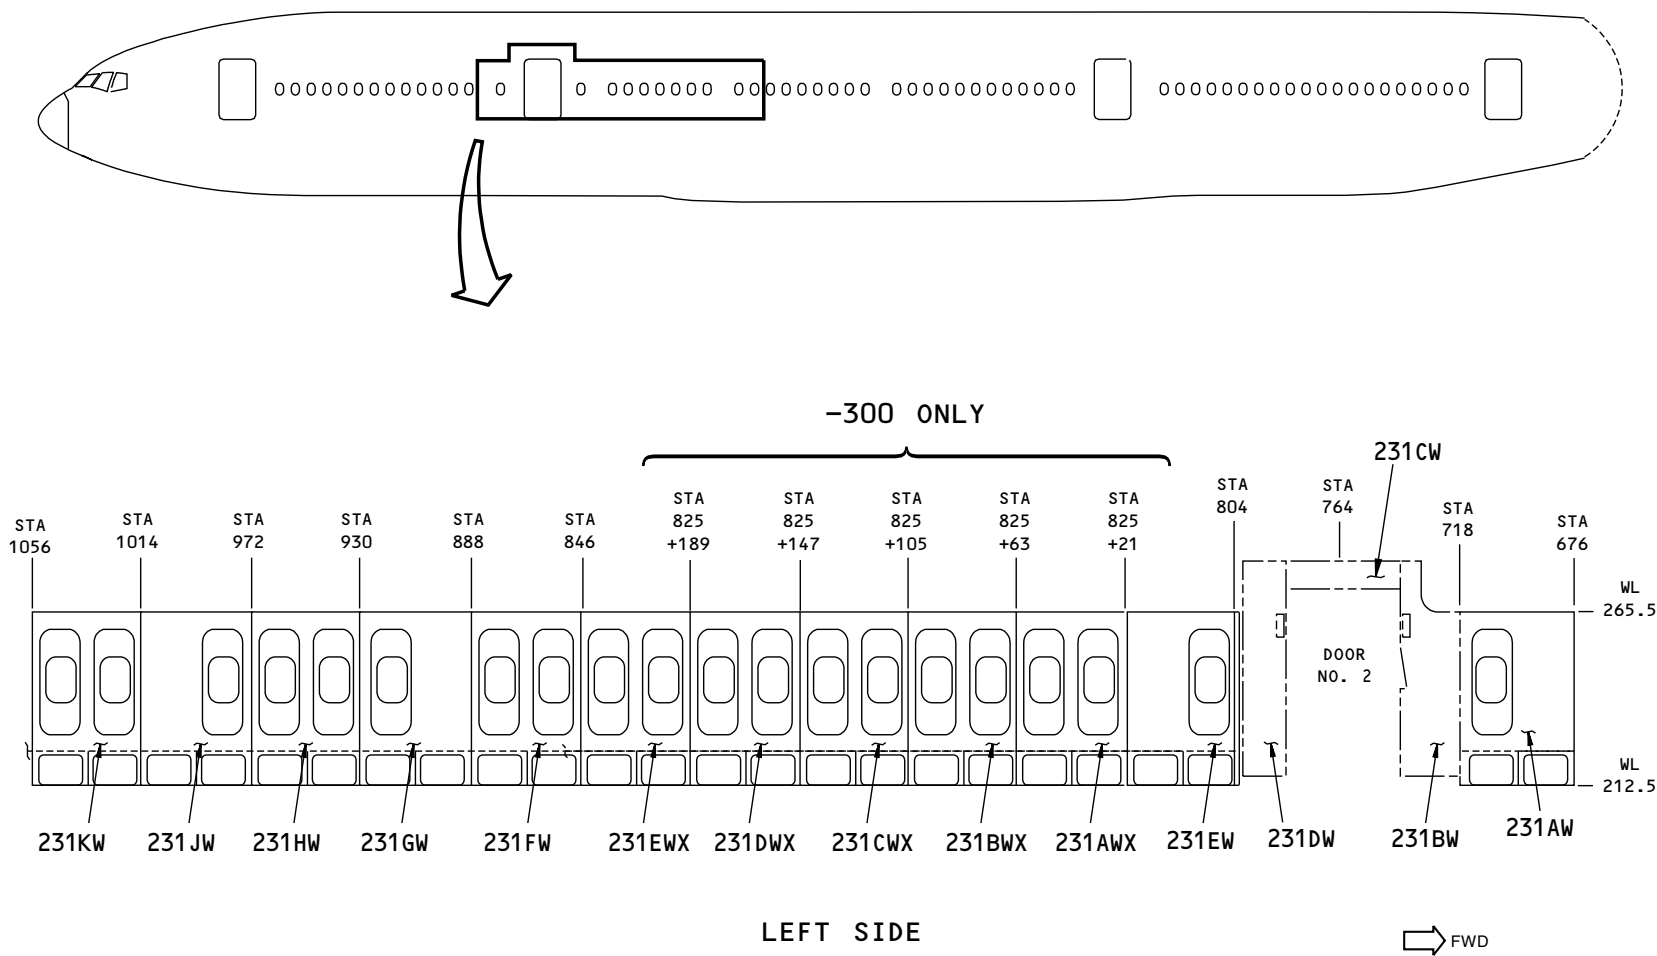 -300 ONLY
231CW
STA
1056
STA
1014
STA
972
STA
930
STA
888
STA
846
STA
825
+189
STA
825
+147
STA
825
+105
STA
825
+63
STA
825
+21
STA
804
STA
764
STA
718
STA
676
WL
265.5
DOOR
NO. 2
WL
212.5
231KW
231JW
231HW
231GW
231FW
231EWX
231DWX
231CWX
231BWX
231AWX
231EW
231DW
231BW
231AW
LEFT SIDE
FWD